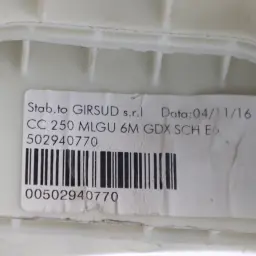 Stab.to GIRSUD s.r.l Data:04/11/16
CC 250 MLGU 6M GDX SCH
502940770
00502940770